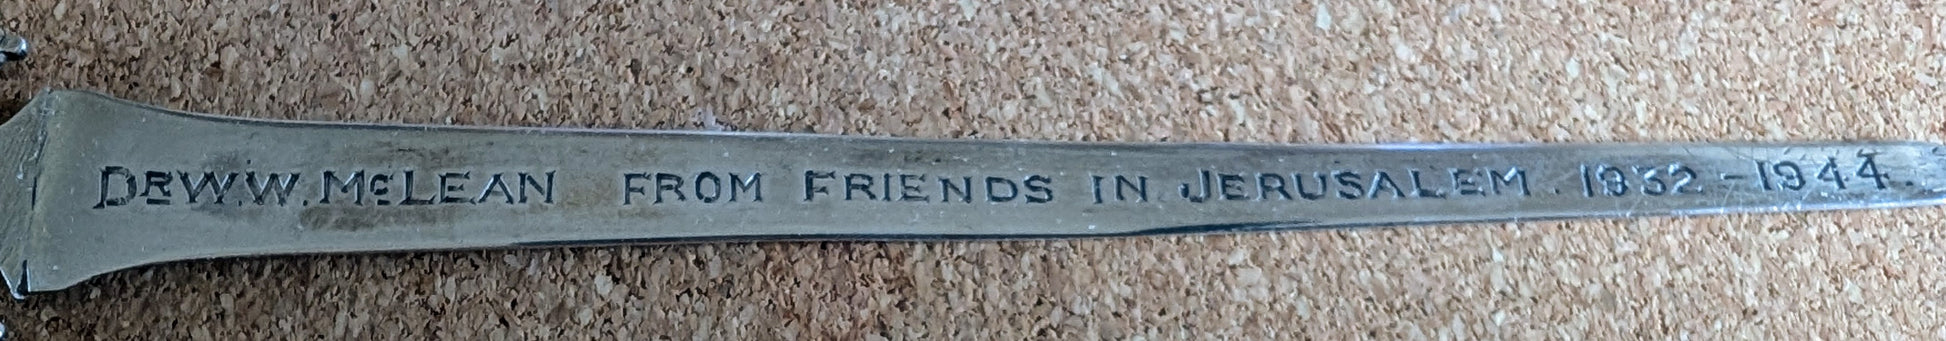 DR W.W. McLEAN FROM FRIENDS IN JERUSALEM. 1932-1944.